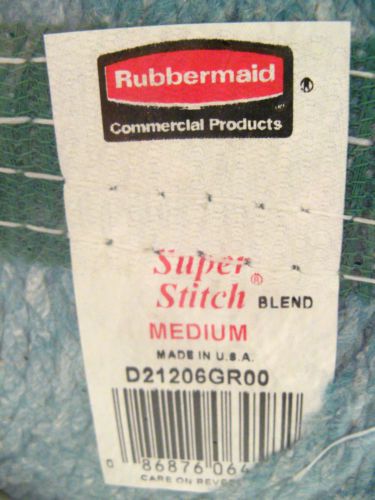 Rubbermaid
®
Commercial Products
Super
Stitch® BLEND
MEDIUM
MADE IN U.S.A.
D21206GR00
0 86876 064
CARE ON REVERSE